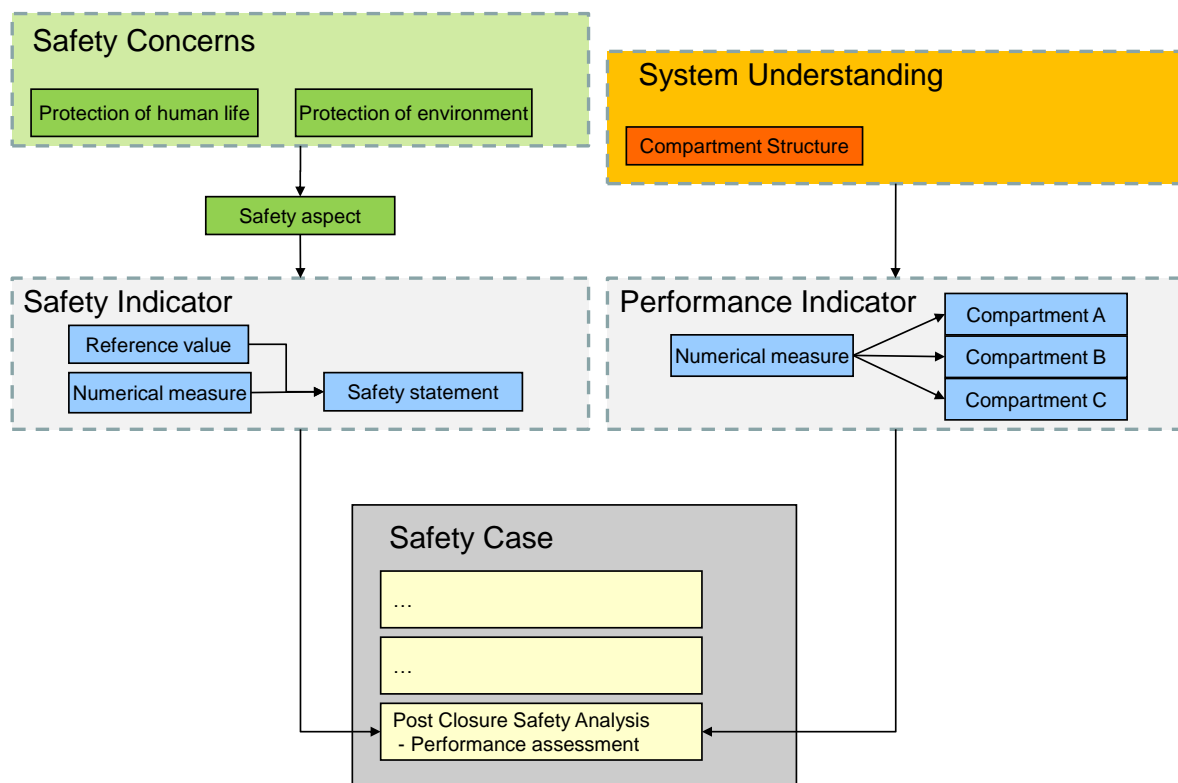 Safety Concerns
Protection of human life
Protection of environment
Safety aspect
System Understanding
Compartment Structure
Safety Indicator
Reference value
Numerical measure
Safety statement
Performance Indicator
Numerical measure
Compartment A
Compartment B
Compartment C
Safety Case
…
…
Post Closure Safety Analysis
- Performance assessment